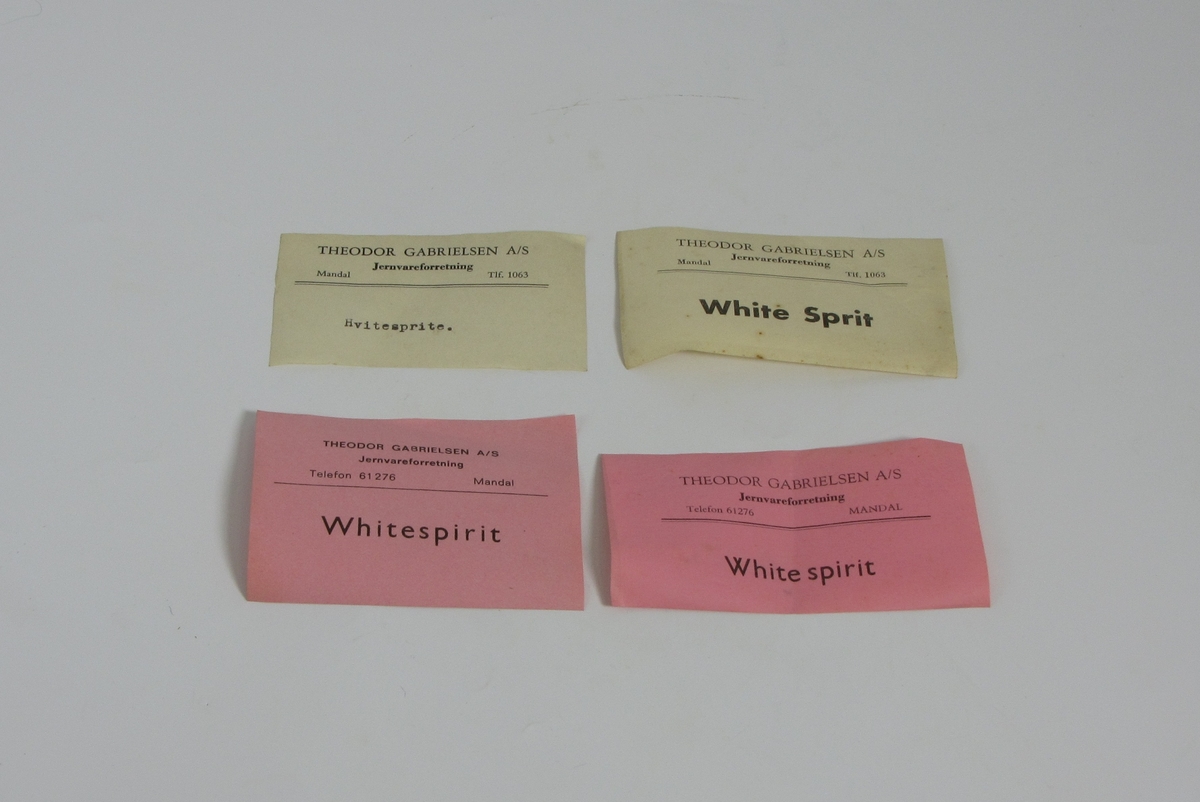 THEODOR GABRIELSEN A/S
Jernvareforretning
Mandal Tlf. 1063
Hvitesprite.
THEODOR GABRIELSEN A/S
Jernvareforretning
Mandal Tlf. 1063
White Sprit
THEODOR GABRIELSEN A/S
Jernvareforretning
Telefon 61276 Mandal
Whitespirit
THEODOR GABRIELSEN A/S
Jernvareforretning
Telefon 61276 MANDAL
White spirit